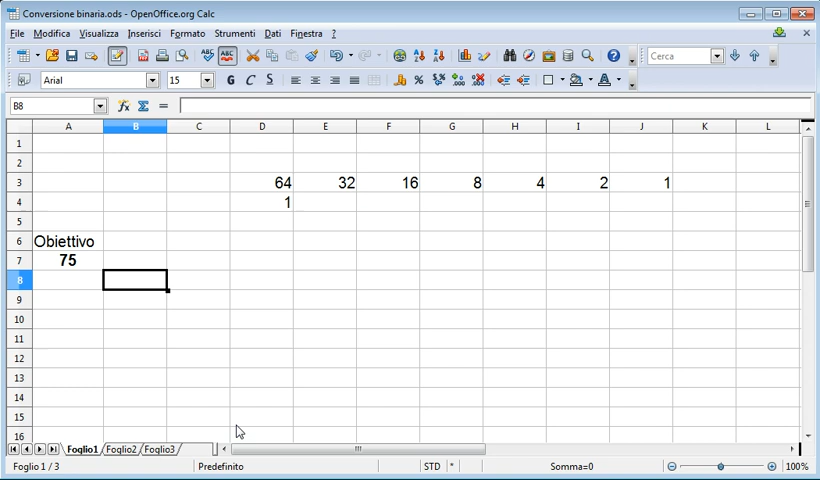 Conversione binaria.ods - OpenOffice.org Calc
File Modifica Visualizza Inserisci Formato Strumenti Dati Finestra ?
Cerca
Arial 15 G C S
B8
A B C D E F G H I J K L
1
2
3 64 32 16 8 4 2 1
4 1
5
6 Obiettivo
7 75
8
9
10
11
12
13
14
15
16
Foglio1 Foglio2 Foglio3
Foglio 1 / 3 Predefinito STD * Somma=0 100%